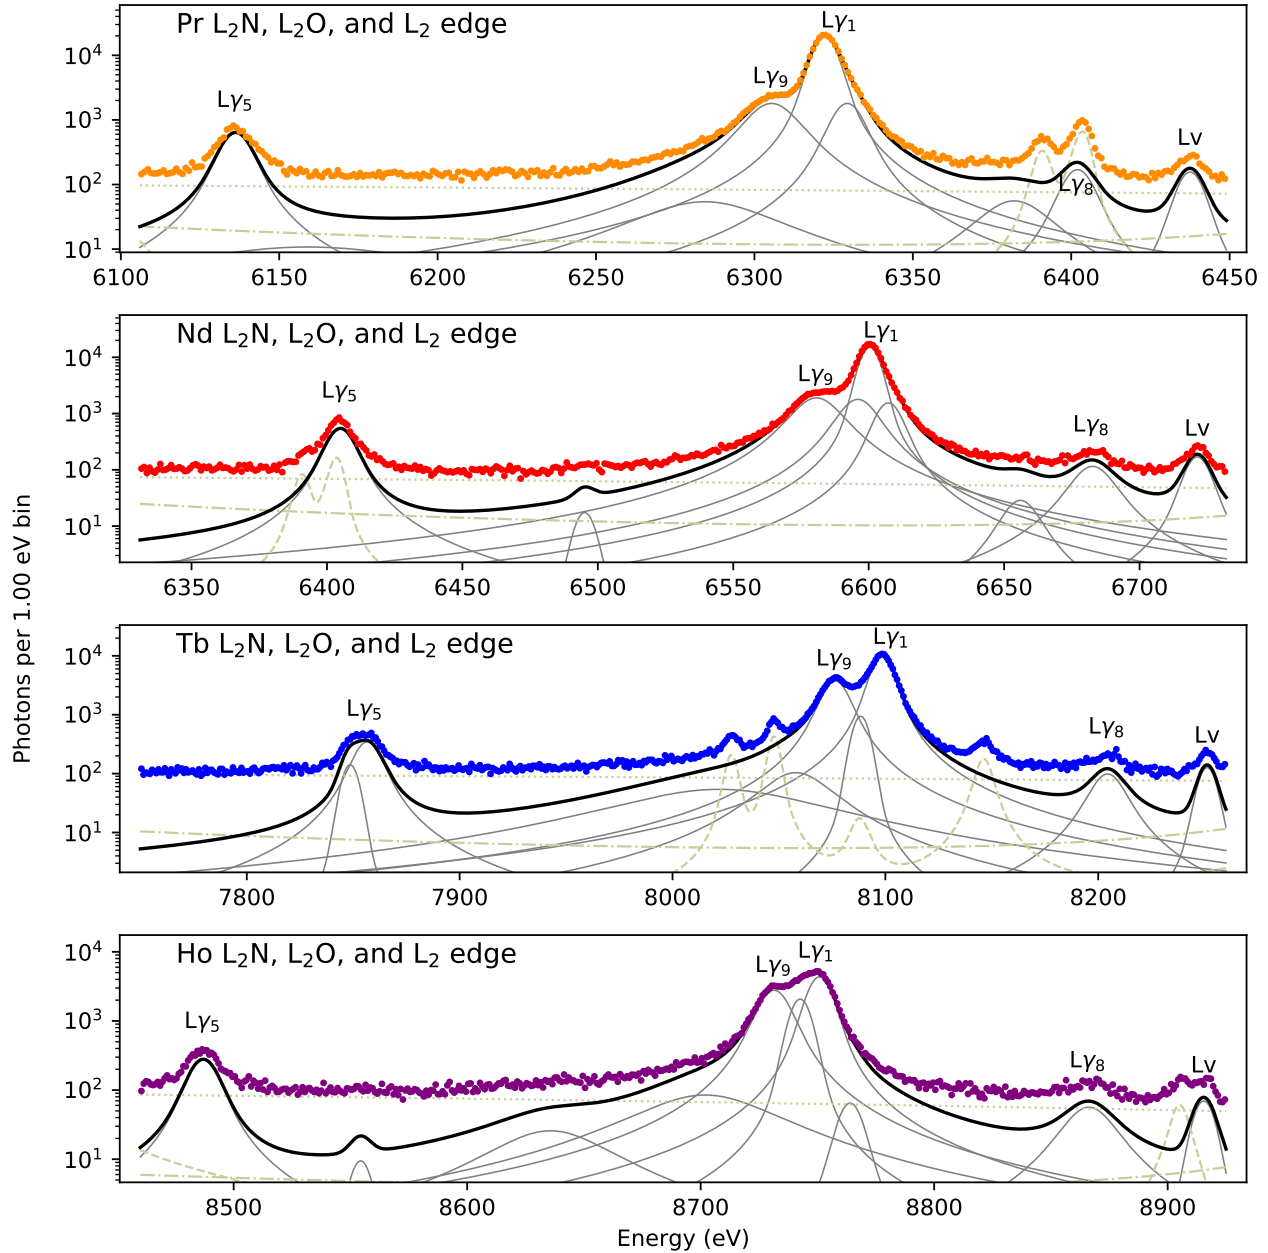 Pr L₂N, L₂O, and L₂ edge
Lγ₁
Lγ₉
Lγ₅
Lv
Lγ₈
10⁴
10³
10²
10¹
6100 6150 6200 6250 6300 6350 6400 6450
Nd L₂N, L₂O, and L₂ edge
Lγ₁
Lγ₉
Lγ₅
Lγ₈
Lv
10⁴
10³
10²
10¹
6350 6400 6450 6500 6550 6600 6650 6700
Photons per 1.00 eV bin
Tb L₂N, L₂O, and L₂ edge
Lγ₁
Lγ₉
Lγ₅
Lγ₈
Lv
10⁴
10³
10²
10¹
7800 7900 8000 8100 8200
Ho L₂N, L₂O, and L₂ edge
Lγ₁
Lγ₉
Lγ₅
Lγ₈
Lv
10⁴
10³
10²
10¹
8500 8600 8700 8800 8900
Energy (eV)